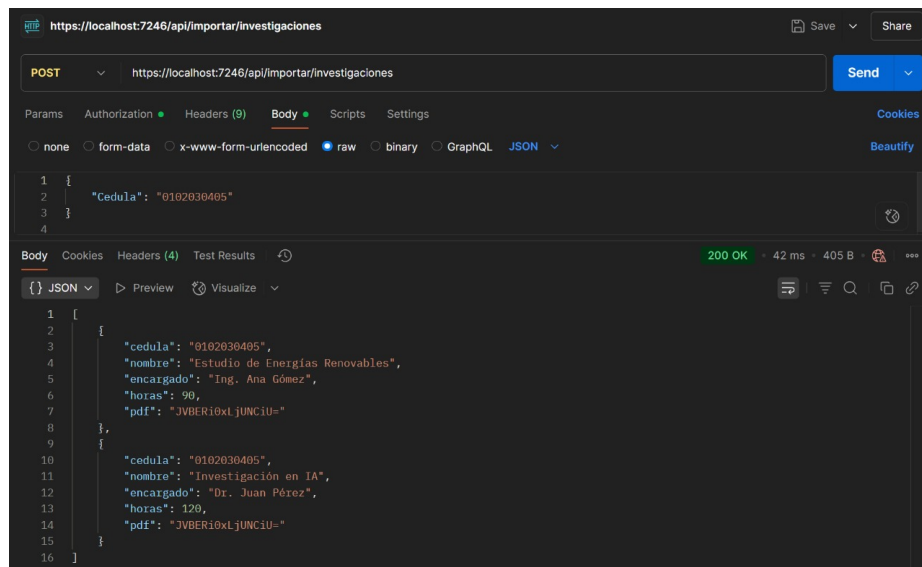 HTTP https://localhost:7246/api/importar/investigaciones Save Share
POST https://localhost:7246/api/importar/investigaciones Send
Params Authorization Headers (9) Body Scripts Settings Cookies
none form-data x-www-form-urlencoded raw binary GraphQL JSON Beautify
1 {
2 "Cedula": "0102030405"
3 }
4
Body Cookies Headers (4) Test Results 200 OK 42 ms 405 B
{} JSON Preview Visualize
1 [
2 {
3 "cedula": "0102030405",
4 "nombre": "Estudio de Energías Renovables",
5 "encargado": "Ing. Ana Gómez",
6 "horas": 90,
7 "pdf": "JVBERi0xLjUNCiU="
8 },
9 {
10 "cedula": "0102030405",
11 "nombre": "Investigación en IA",
12 "encargado": "Dr. Juan Pérez",
13 "horas": 120,
14 "pdf": "JVBERi0xLjUNCiU="
15 }
16 ]